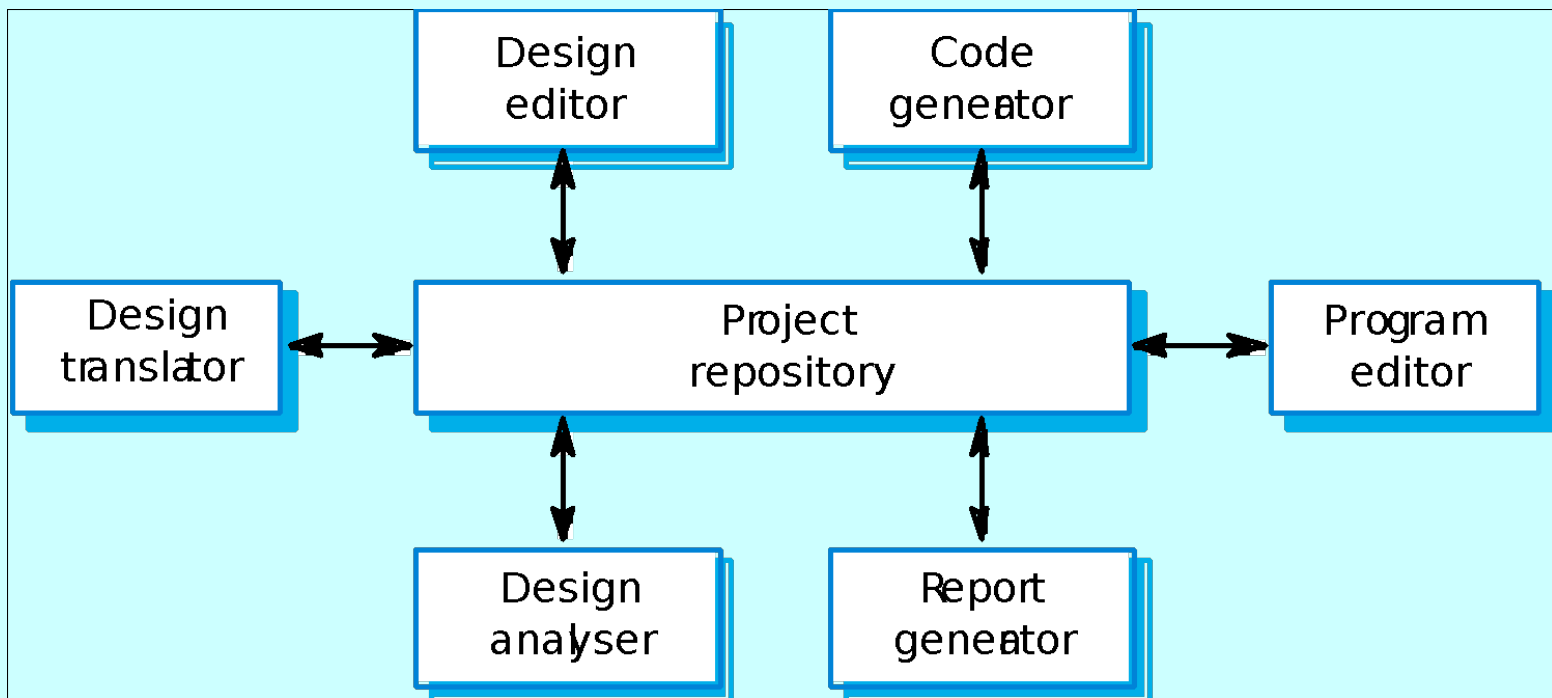 Design
editor
Code
generator
Design
translator
Project
repository
Program
editor
Design
analyser
Report
generator